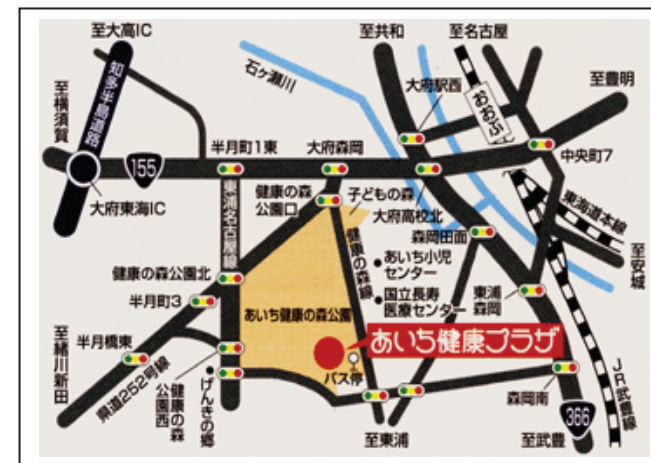 至大高IC
至共和
至名古屋
石ヶ瀬川
大府駅西
至豊明
知多半島道路
至横須賀
おおぶ
155
半月町1東
大府森岡
中央町7
大府東海IC
東浦名古屋線
健康の森
公園口
子どもの森
大府高校北
東海道本線
森岡田面
健康の森線
あいち小児
センター
至安城
健康の森公園北
国立長寿
医療センター
東浦
森岡
半月町3
あいち健康の森公園
至緒川新田
半月橋東
県道252号線
健康の森
公園西
げんきの郷
あいち健康プラザ
バス停
JR武豊線
森岡南
366
至東浦
至武豊